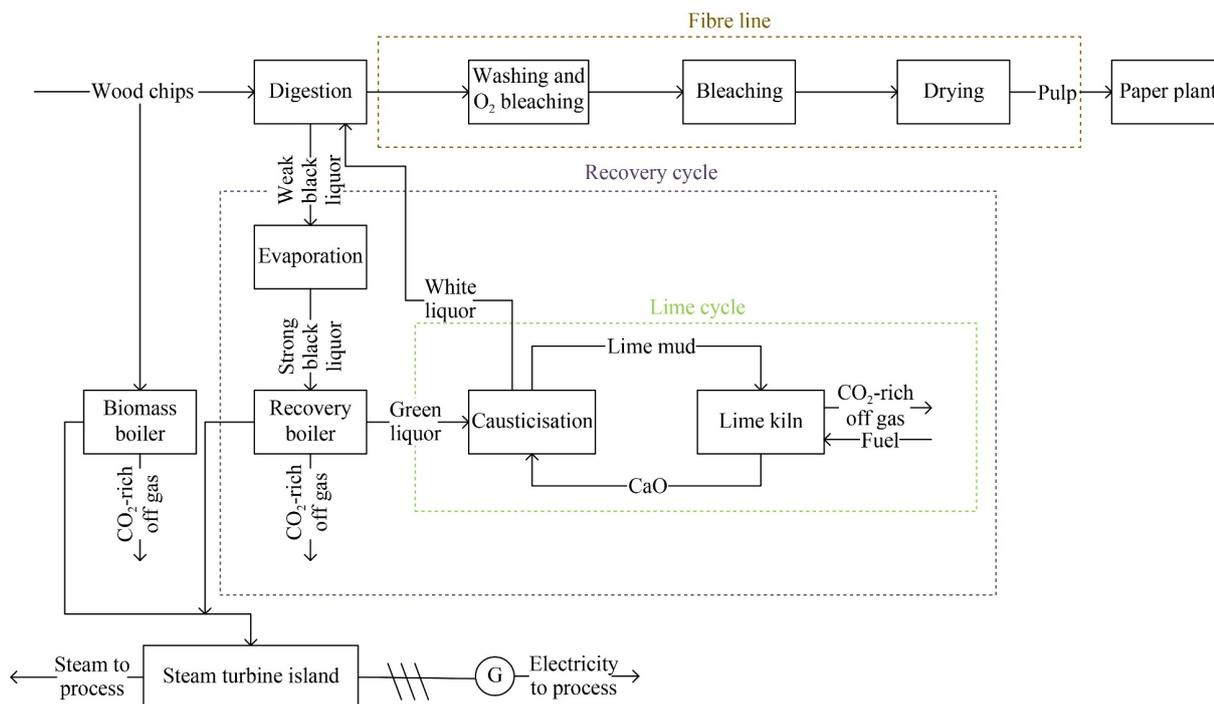 Fibre line
Wood chips
Digestion
Washing and
O₂ bleaching
Bleaching
Drying
Pulp
Paper plant
Weak
black
liquor
Recovery cycle
Evaporation
White
liquor
Lime cycle
Strong
black
liquor
Lime mud
Biomass
boiler
Recovery
boiler
Green
liquor
Causticisation
Lime kiln
CO₂-rich
off gas
Fuel
CO₂-rich
off gas
CO₂-rich
off gas
CaO
Steam to
process
Steam turbine island
G
Electricity
to process